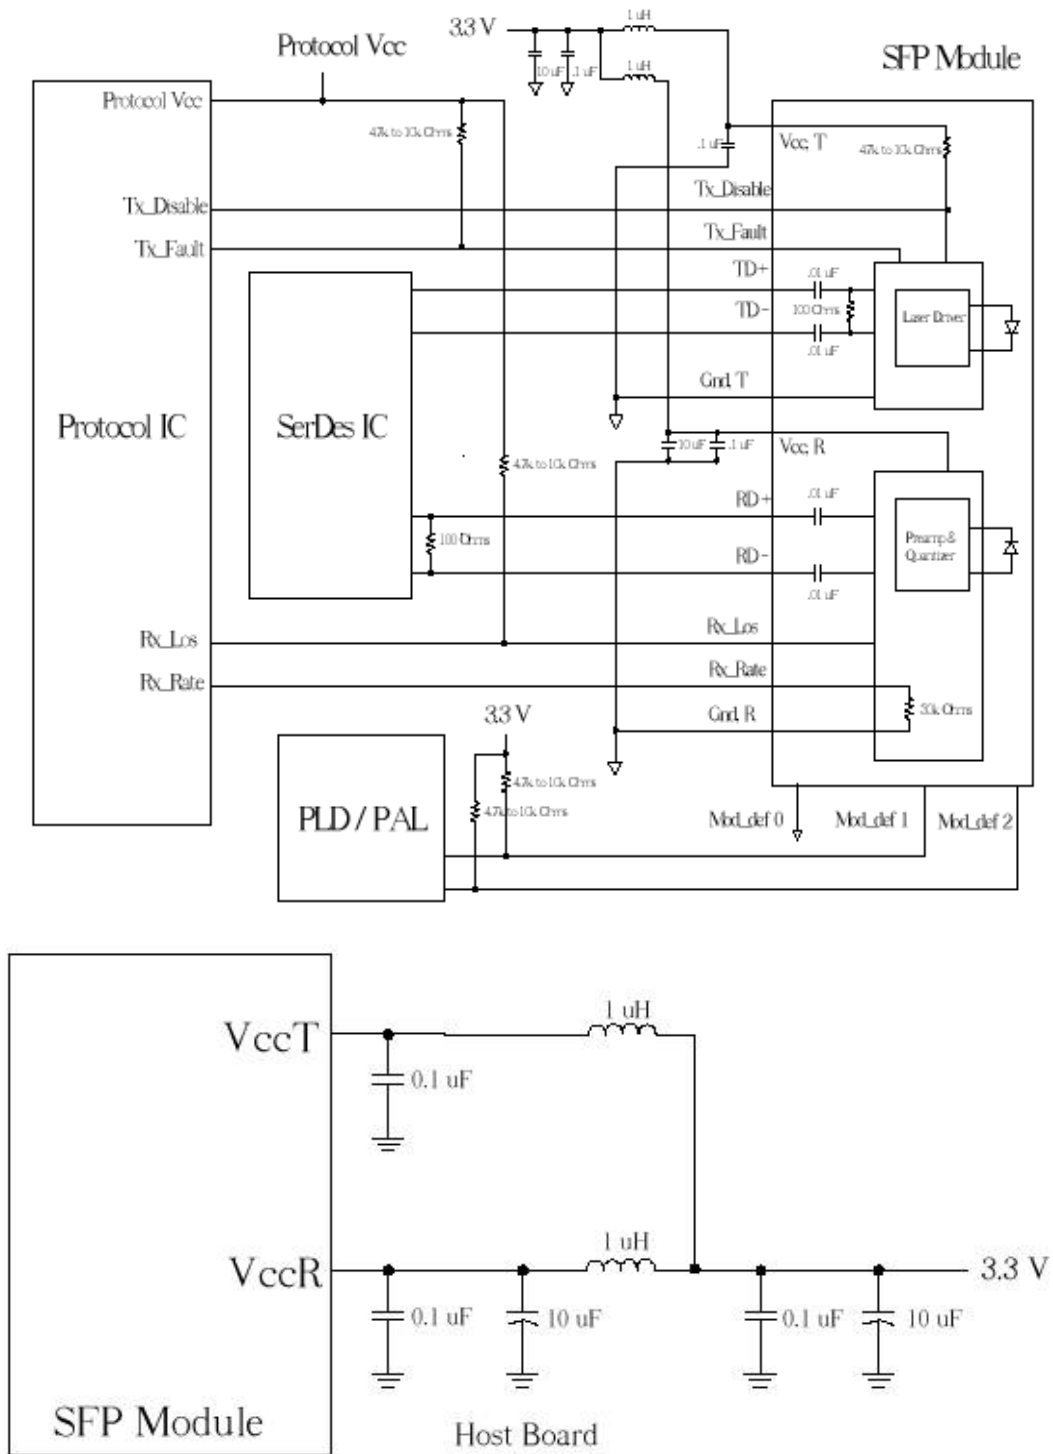 1 uH
3.3 V
Protocol Vcc
10 uF
.1 uF
1 uH
SFP Module
Protocol Vcc
4.7k to 10k Ohms
.1 uF
Vcc, T
4.7k to 10k Ohms
Tx_Disable
Tx_Disable
Tx_Fault
Tx_Fault
TD+
.01 uF
TD-
100 Ohms
Laser Driver
.01 uF
Gnd, T
Protocol IC
SerDes IC
10 uF
.1 uF
Vcc, R
4.7k to 10k Ohms
RD+
.01 uF
100 Ohms
Preamp &
Quantizer
RD-
.01 uF
Rx_Los
Rx_Los
Rx_Rate
Rx_Rate
Gnd, R
30k Ohms
3.3 V
4.7k to 10k Ohms
4.7k to 10k Ohms
PLD / PAL
Mod_def 0
Mod_def 1
Mod_def 2
1 uH
VccT
0.1 uF
1 uH
VccR
3.3 V
0.1 uF
10 uF
0.1 uF
10 uF
SFP Module
Host Board